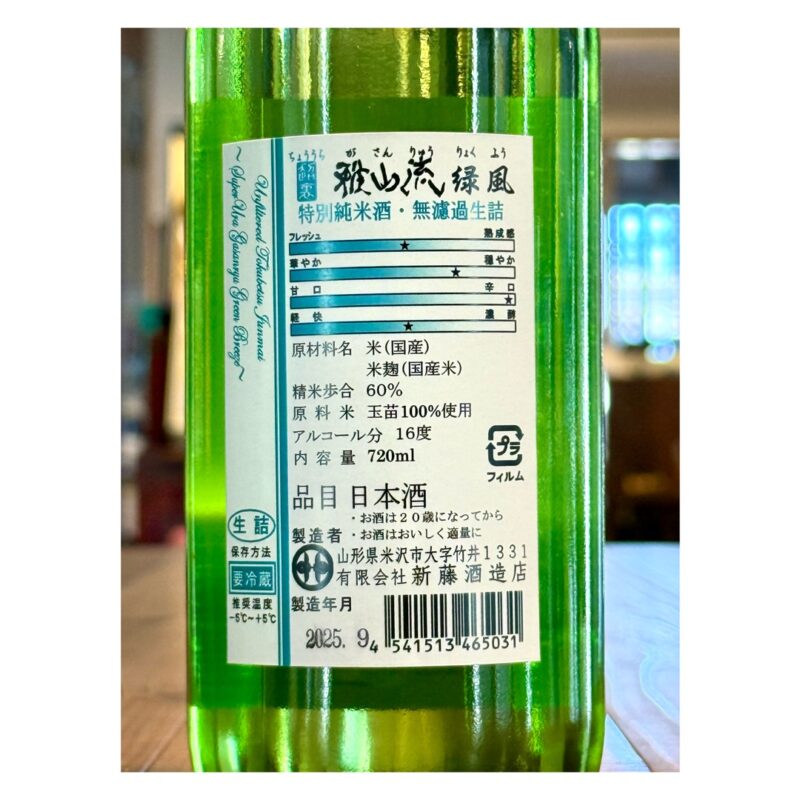 ちょううら がさんりゅう りょくふう
超裏 雅山流 緑風
特別純米酒・無濾過生詰
フレッシュ 熟成感
華やか 穏やか
甘口 辛口
軽快 濃醇
原材料名 米(国産)
米麹(国産米)
精米歩合 60%
原料米 玉苗100%使用
アルコール分 16度
内容量 720ml
プラ
フィルム
品目 日本酒
・お酒は20歳になってから
・お酒はおいしく適量に
製造者
山形県米沢市大字竹井1331
有限会社 新藤酒造店
製造年月
2025. 9
4 541513 465031
Unfiltered Tokubetsu Junmai
~Super Ura Gasanryu Green Breeze~
生詰
保存方法
要冷蔵
推奨温度
-5℃~+5℃